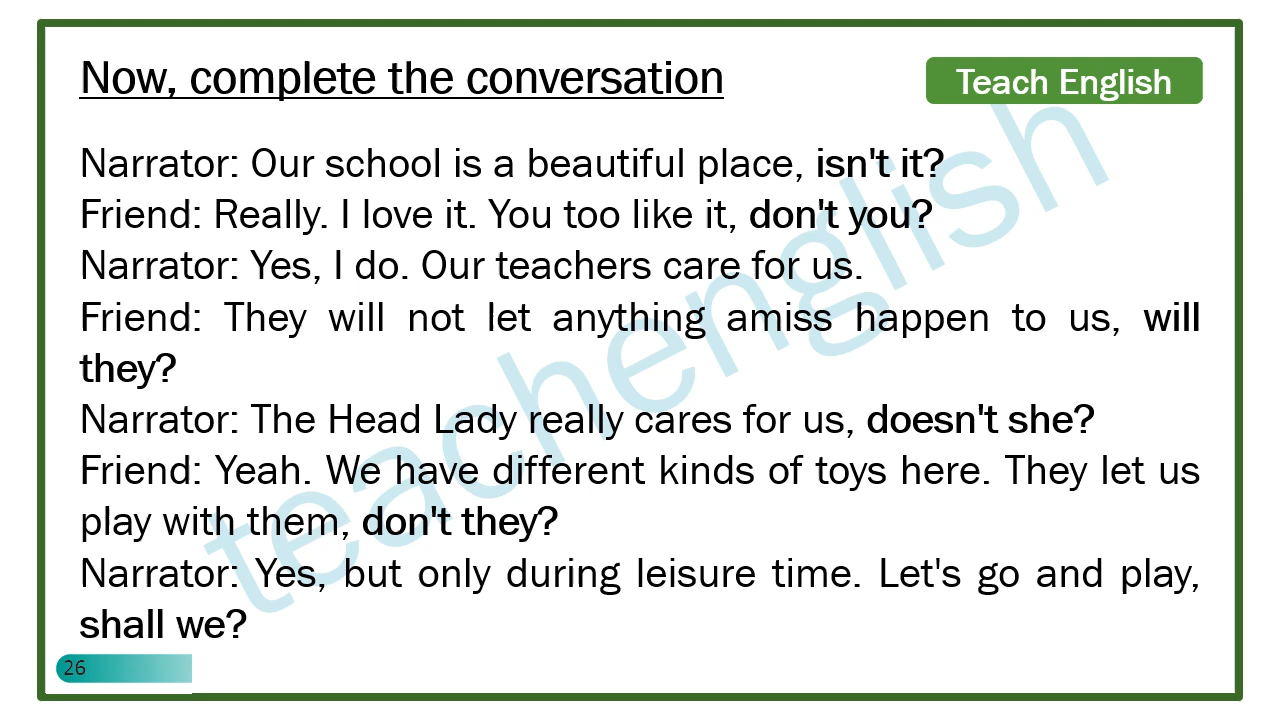 Now, complete the conversation
Teach English
Narrator: Our school is a beautiful place, isn't it?
Friend: Really. I love it. You too like it, don't you?
Narrator: Yes, I do. Our teachers care for us.
Friend: They will not let anything amiss happen to us, will
they?
Narrator: The Head Lady really cares for us, doesn't she?
Friend: Yeah. We have different kinds of toys here. They let us
play with them, don't they?
Narrator: Yes, but only during leisure time. Let's go and play,
shall we?
26
teachenglish